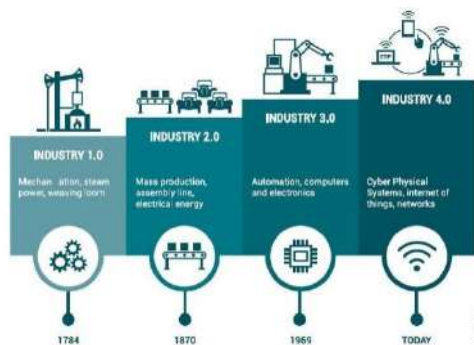 INDUSTRY 1.0
Mechan ation, steam
power, weaving loom
1784
INDUSTRY 2.0
Mass production,
assembly line,
electrical energy
1870
INDUSTRY 3.0
Automation, computers
and electronics
1969
INDUSTRY 4.0
Cyber Physical
Systems, internet of
things, networks
TODAY